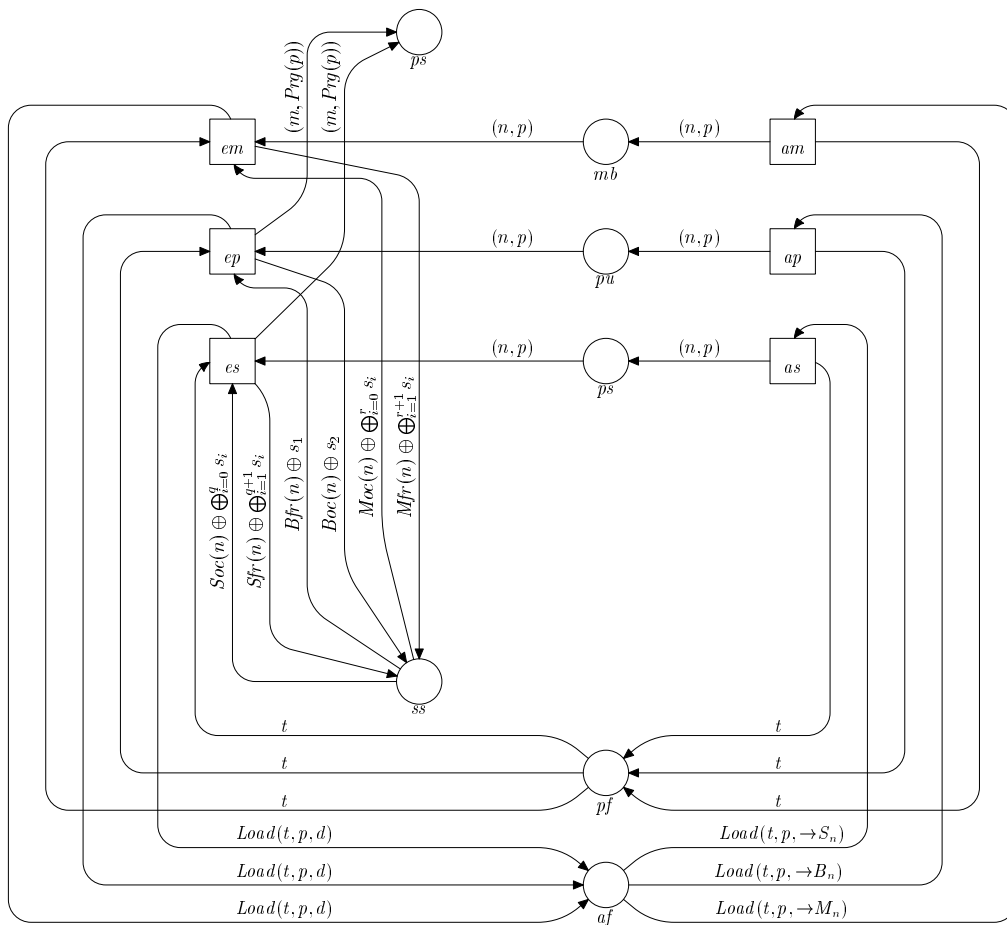 ps
(m, Prg(p))
(m, Prg(p))
em
(n, p)
mb
(n, p)
am
ep
(n, p)
pu
(n, p)
ap
es
(n, p)
ps
(n, p)
as
Soc(n) ⊕ ⨁_{i=0}^{q} s_i
Sfr(n) ⊕ ⨁_{i=1}^{q+1} s_i
Bfr(n) ⊕ s_1
Boc(n) ⊕ s_2
Moc(n) ⊕ ⨁_{i=0}^{r} s_i
Mfr(n) ⊕ ⨁_{i=1}^{r+1} s_i
ss
t
t
t
t
t
t
pf
Load(t, p, d)
Load(t, p, →S_n)
Load(t, p, d)
Load(t, p, →B_n)
Load(t, p, d)
Load(t, p, →M_n)
af